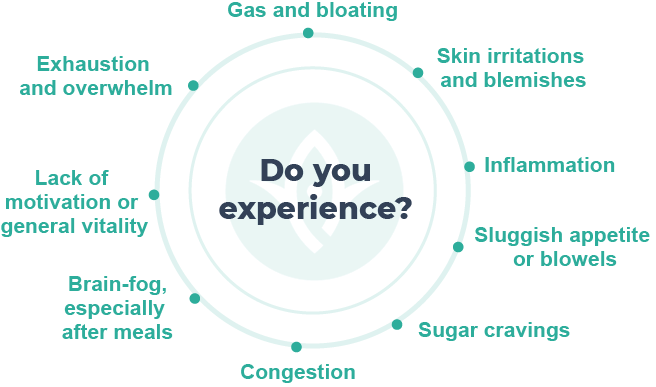 Gas and bloating
Skin irritations
and blemishes
Inflammation
Sluggish appetite
or blowels
Sugar cravings
Congestion
Brain-fog,
especially
after meals
Lack of
motivation or
general vitality
Exhaustion
and overwhelm
Do you
experience?